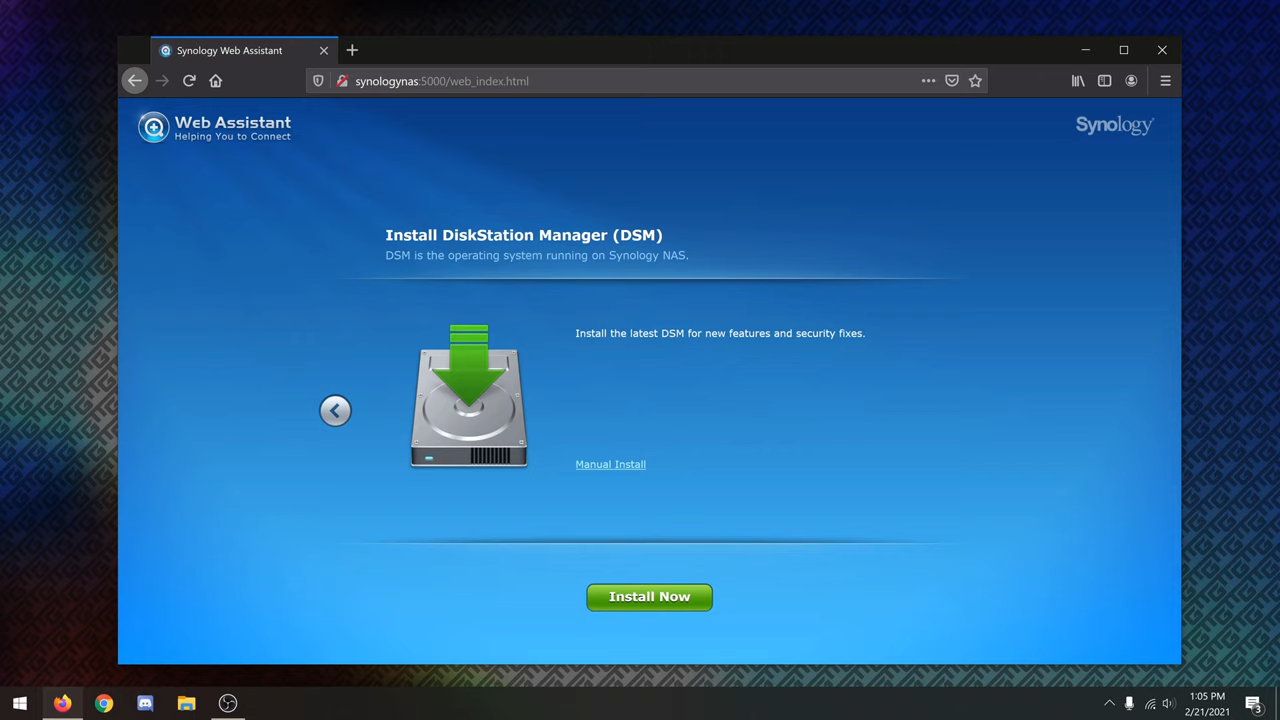 Synology Web Assistant
synologynas:5000/web_index.html
Web Assistant
Helping You to Connect
Synology
Install DiskStation Manager (DSM)
DSM is the operating system running on Synology NAS.
Install the latest DSM for new features and security fixes.
Manual Install
Install Now
1:05 PM
2/21/2021
3